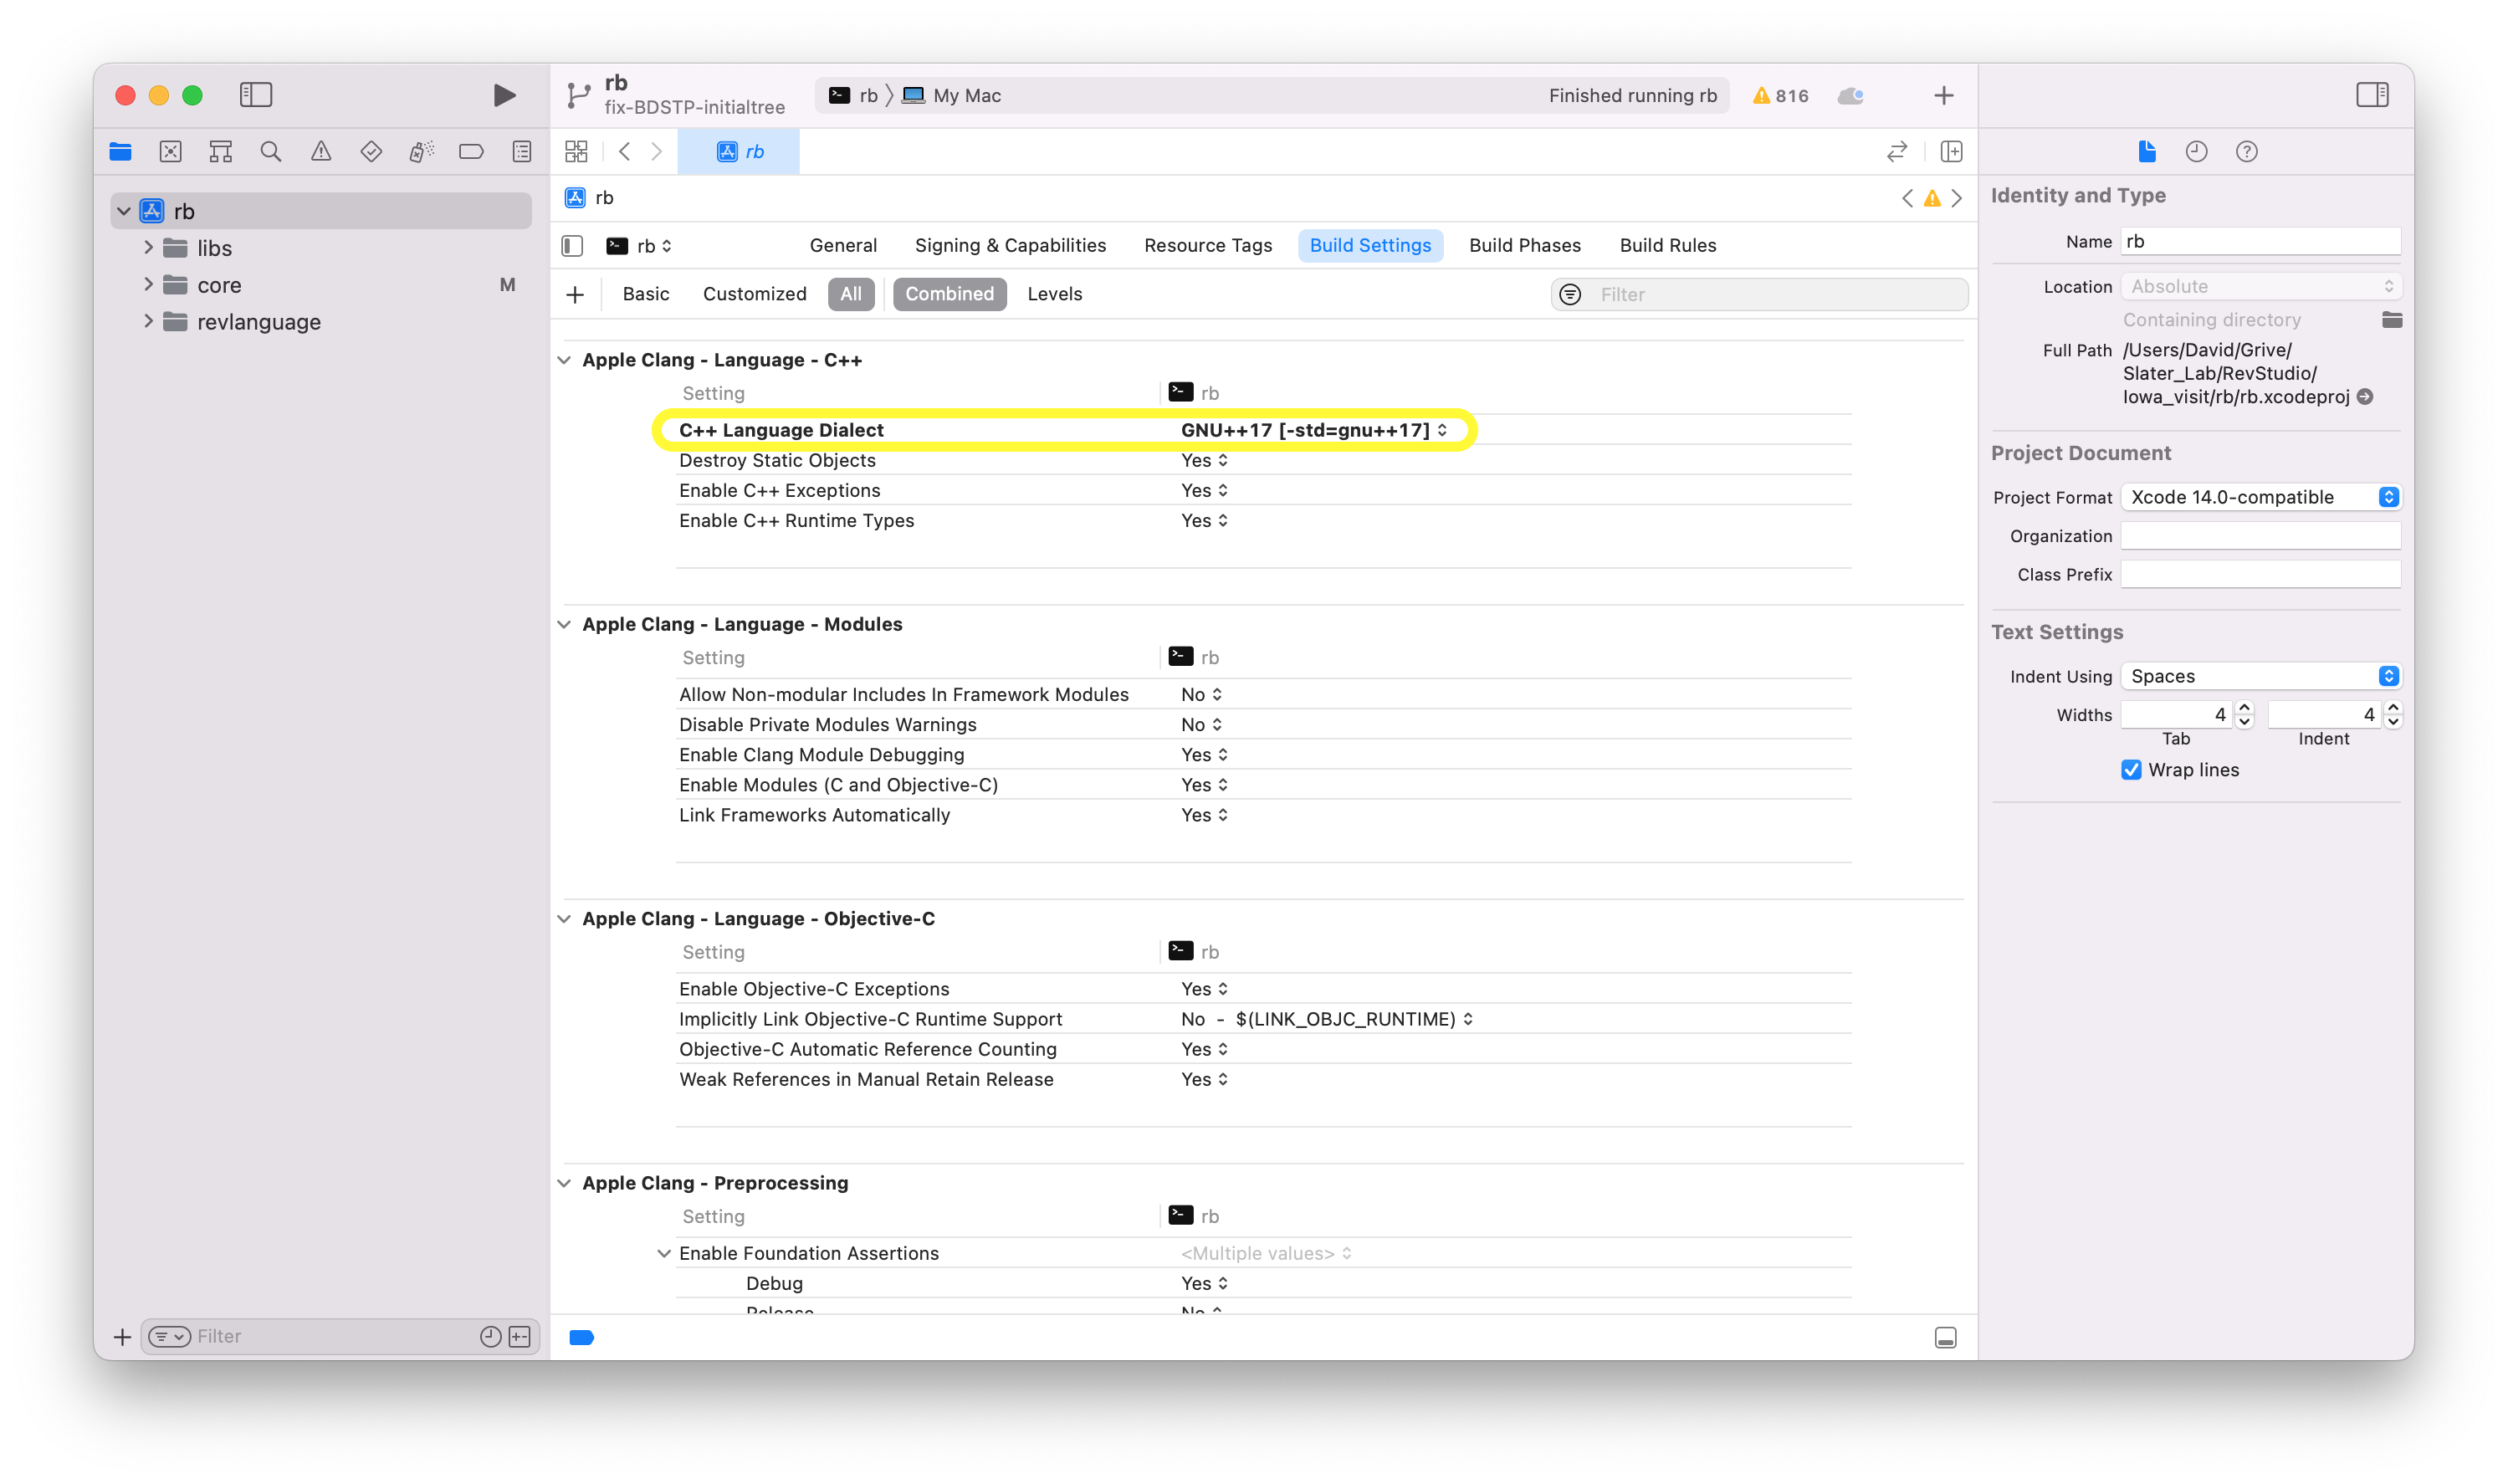 rb
fix-BDSTP-initialtree
rb
My Mac
Finished running rb
816
rb
rb
libs
core
M
revlanguage
Filter
rb
rb
General
Signing & Capabilities
Resource Tags
Build Settings
Build Phases
Build Rules
Basic
Customized
All
Combined
Levels
Filter
Apple Clang - Language - C++
Setting
rb
C++ Language Dialect
GNU++17 [-std=gnu++17]
Destroy Static Objects
Yes
Enable C++ Exceptions
Yes
Enable C++ Runtime Types
Yes
Apple Clang - Language - Modules
Setting
rb
Allow Non-modular Includes In Framework Modules
No
Disable Private Modules Warnings
No
Enable Clang Module Debugging
Yes
Enable Modules (C and Objective-C)
Yes
Link Frameworks Automatically
Yes
Apple Clang - Language - Objective-C
Setting
rb
Enable Objective-C Exceptions
Yes
Implicitly Link Objective-C Runtime Support
No - $(LINK_OBJC_RUNTIME)
Objective-C Automatic Reference Counting
Yes
Weak References in Manual Retain Release
Yes
Apple Clang - Preprocessing
Setting
rb
Enable Foundation Assertions
<Multiple values>
Debug
Yes
Release
No
Identity and Type
Name
rb
Location
Absolute
Containing directory
Full Path
/Users/David/Grive/
Slater_Lab/RevStudio/
Iowa_visit/rb/rb.xcodeproj
Project Document
Project Format
Xcode 14.0-compatible
Organization
Class Prefix
Text Settings
Indent Using
Spaces
Widths
4
4
Tab
Indent
Wrap lines